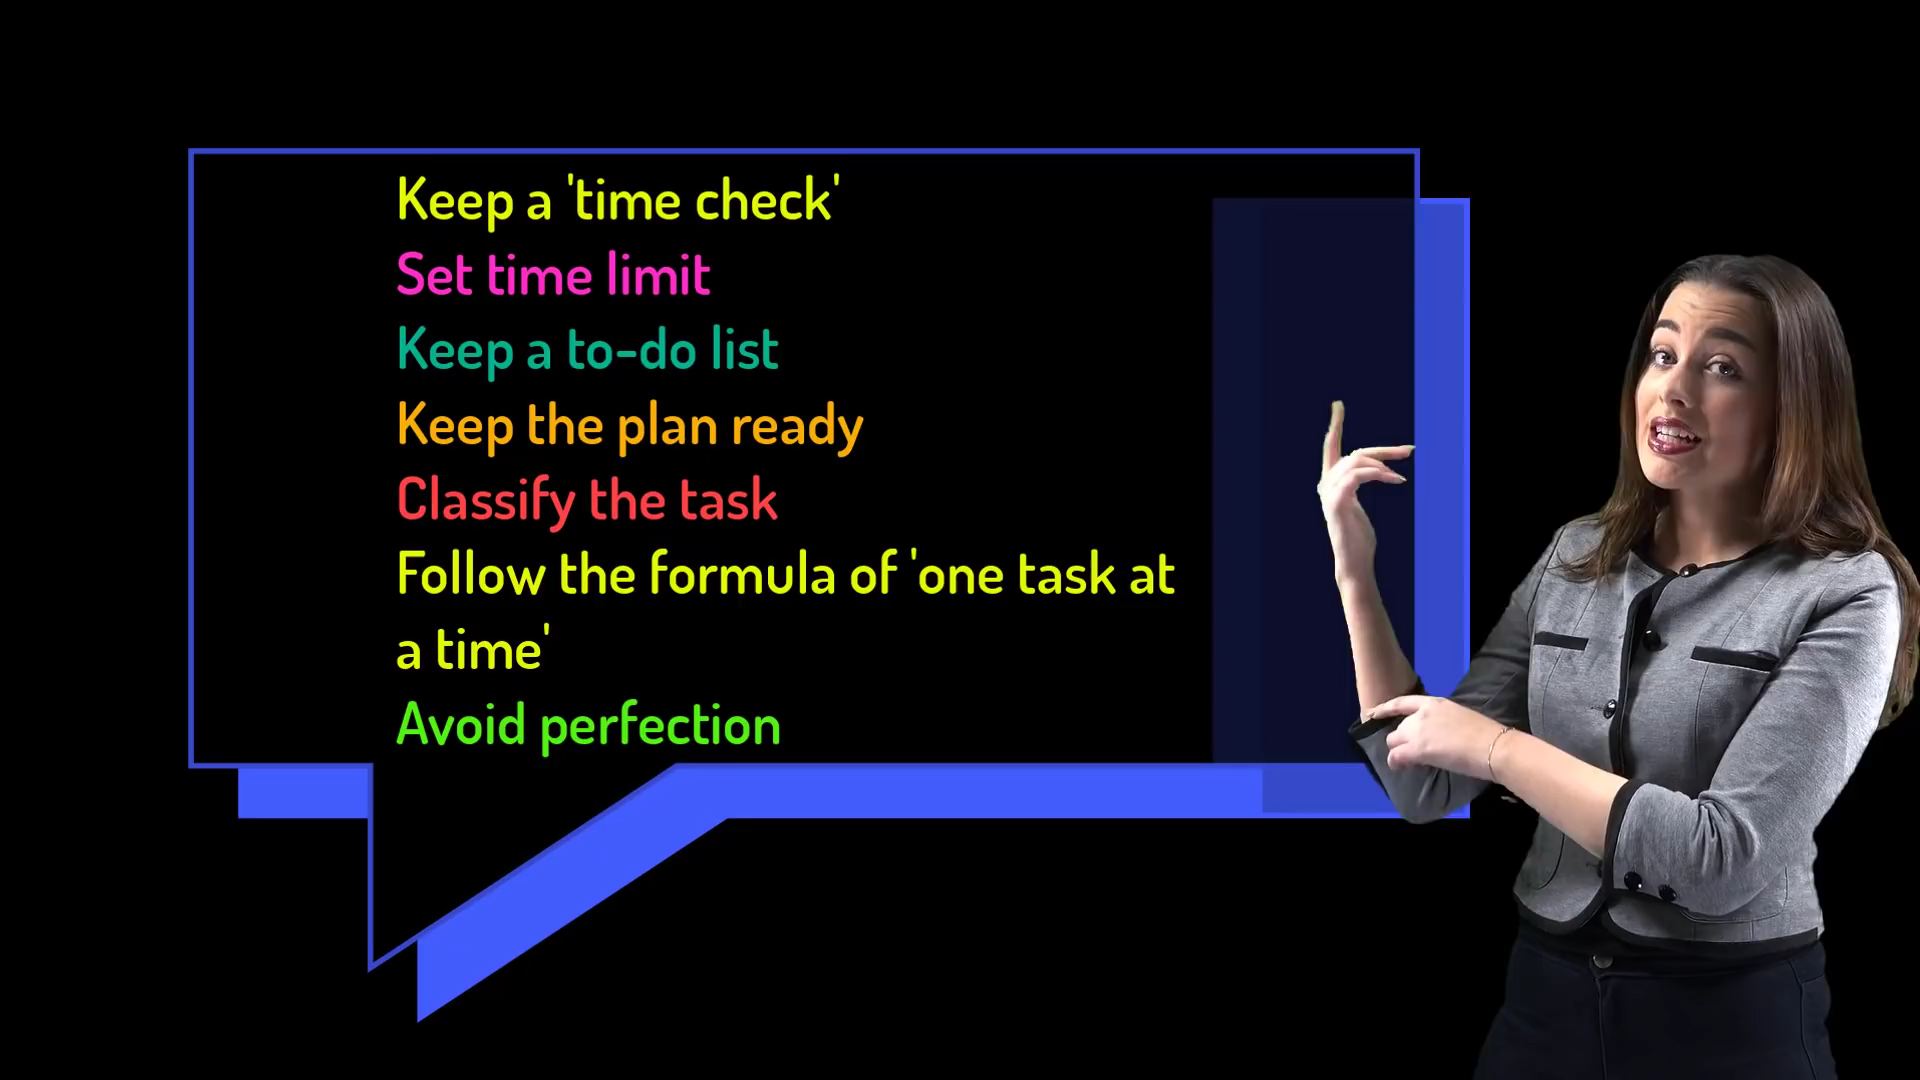 Keep a 'time check'
Set time limit
Keep a to-do list
Keep the plan ready
Classify the task
Follow the formula of 'one task at
a time'
Avoid perfection